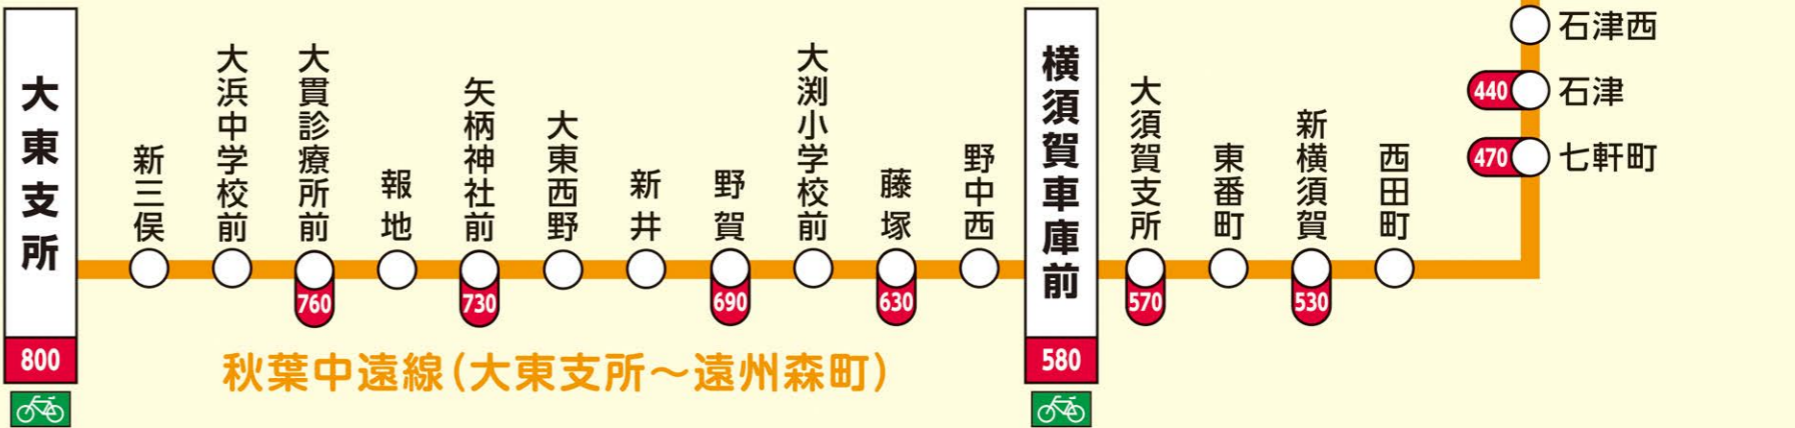 大東支所
800
新三俣
大浜中学校前
大貫診療所前
760
報地
矢柄神社前
730
大東西野
新井
野賀
690
大渕小学校前
藤塚
630
野中西
横須賀車庫前
580
大須賀支所
570
東番町
新横須賀
530
西田町
石津西
440
石津
470
七軒町
秋葉中遠線(大東支所～遠州森町)